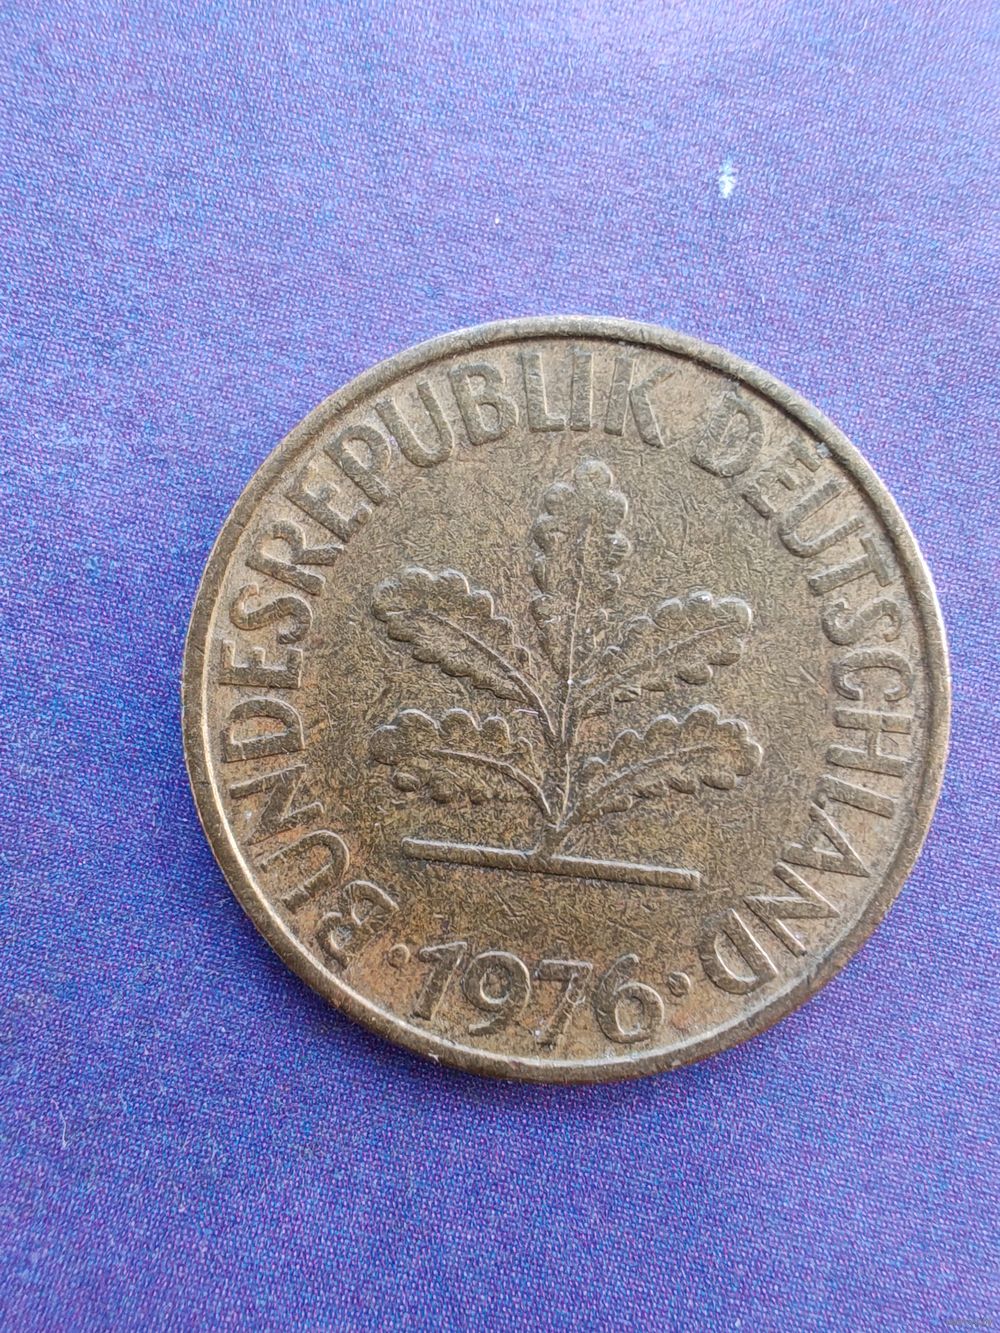 BUNDESREPUBLIK DEUTSCHLAND
· 1976 ·